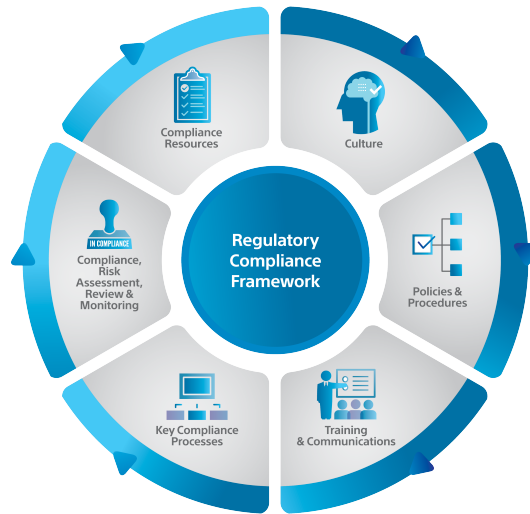 Regulatory
Compliance
Framework
Culture
Policies &
Procedures
Training
& Communications
Key Compliance
Processes
IN COMPLIANCE
Compliance,
Risk
Assessment,
Review &
Monitoring
Compliance
Resources